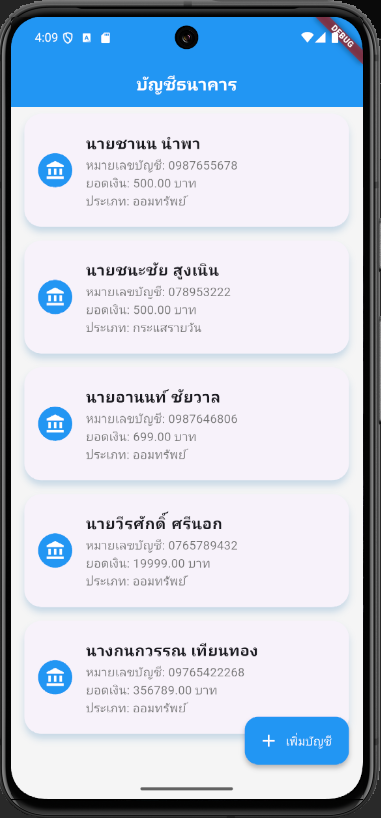 4:09
DEBUG
บัญชีธนาคาร
นายชานน นำพา
หมายเลขบัญชี: 0987655678
ยอดเงิน: 500.00 บาท
ประเภท: ออมทรัพย์
นายชนะชัย สูงเนิน
หมายเลขบัญชี: 078953222
ยอดเงิน: 500.00 บาท
ประเภท: กระแสรายวัน
นายอานนท์ ชัยวาล
หมายเลขบัญชี: 0987646806
ยอดเงิน: 699.00 บาท
ประเภท: ออมทรัพย์
นายวีรศักดิ์ ศรีนอก
หมายเลขบัญชี: 0765789432
ยอดเงิน: 19999.00 บาท
ประเภท: ออมทรัพย์
นางกนกวรรณ เทียนทอง
หมายเลขบัญชี: 09765422268
ยอดเงิน: 356789.00 บาท
ประเภท: ออมทรัพย์
+ เพิ่มบัญชี